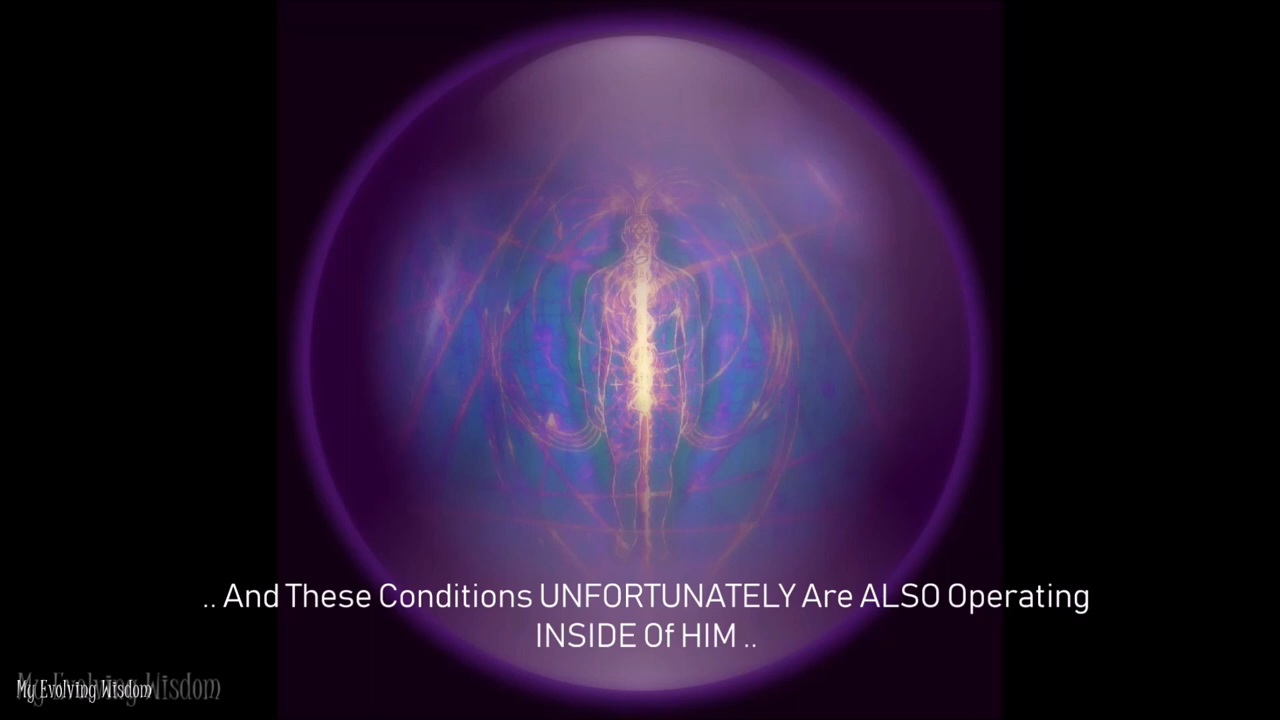 .. And These Conditions UNFORTUNATELY Are ALSO Operating
INSIDE Of HIM ..
My Evolving Wisdom